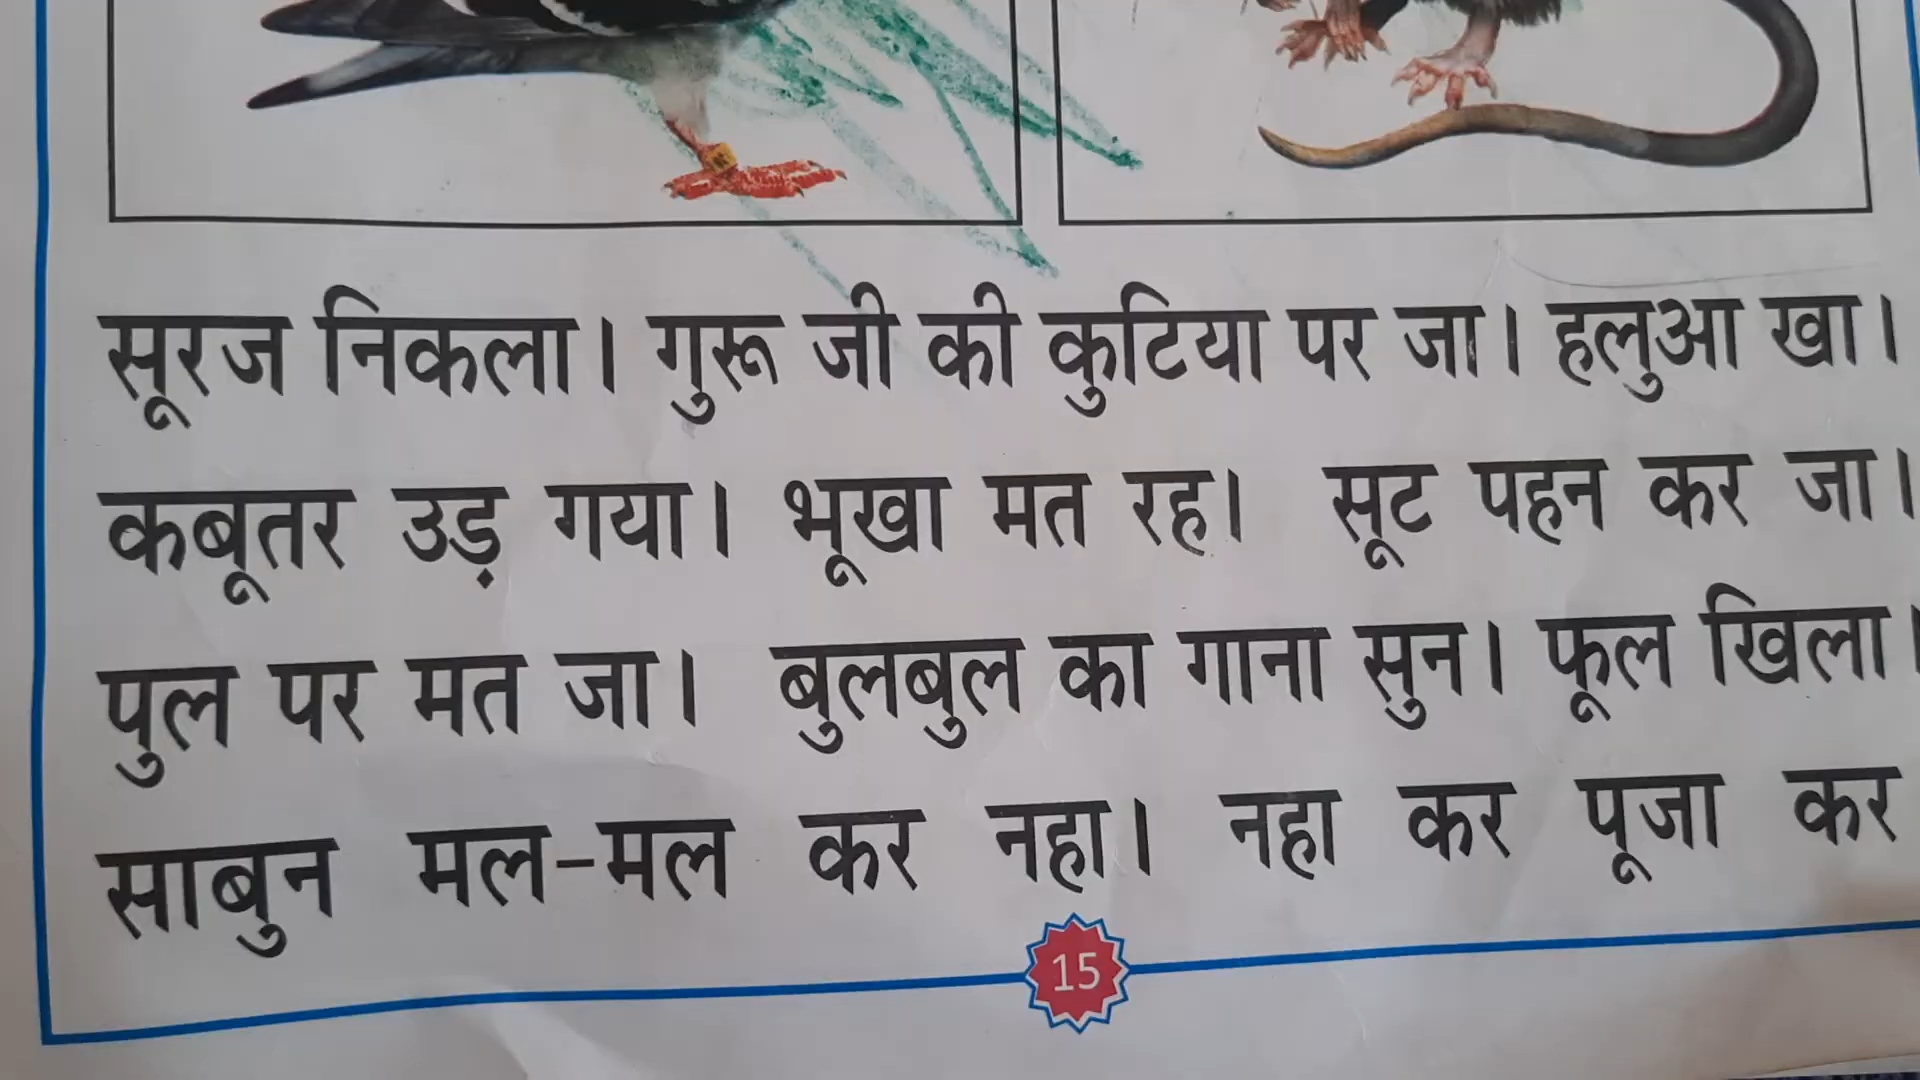 सूरज निकला। गुरू जी की कुटिया पर जा। हलुआ खा।
कबूतर उड़ गया। भूखा मत रह। सूट पहन कर जा।
पुल पर मत जा। बुलबुल का गाना सुन। फूल खिला।
साबुन मल-मल कर नहा। नहा कर पूजा कर
15